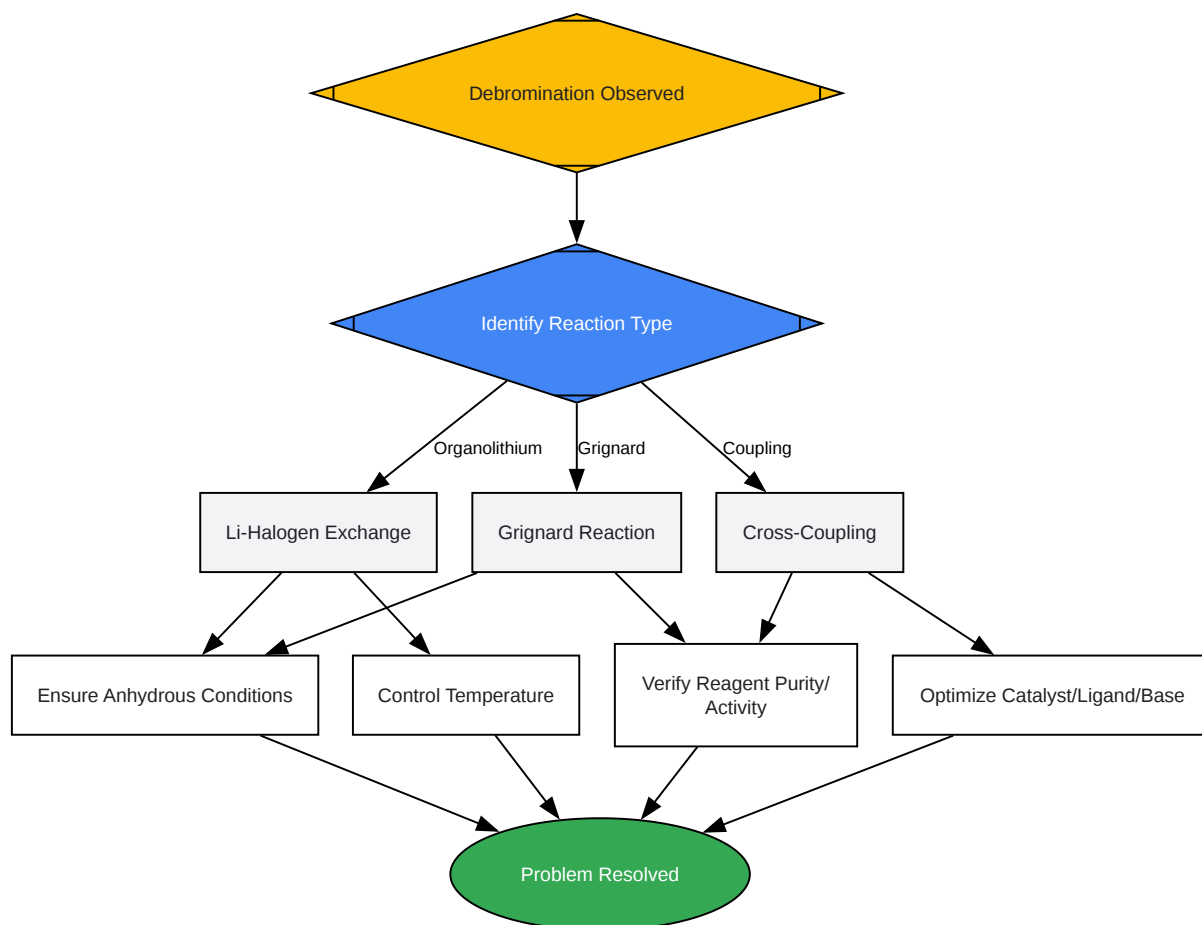 Debromination Observed
Identify Reaction Type
Organolithium
Grignard
Coupling
Li-Halogen Exchange
Grignard Reaction
Cross-Coupling
Ensure Anhydrous Conditions
Control Temperature
Verify Reagent Purity/
Activity
Optimize Catalyst/Ligand/Base
Problem Resolved